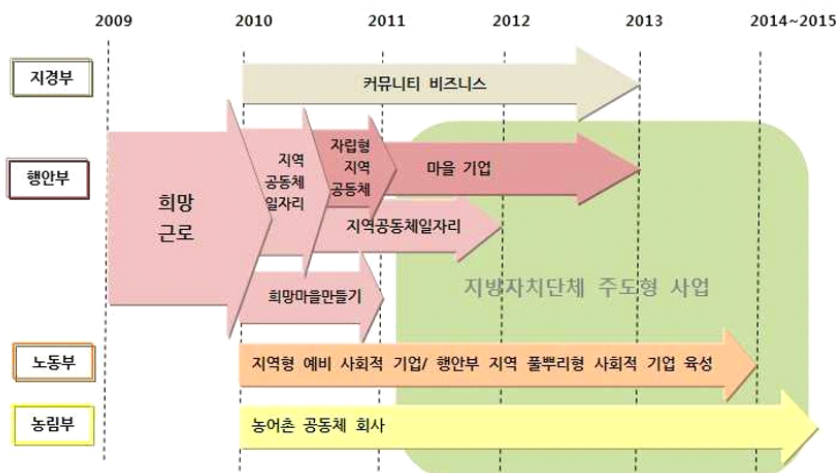 2009 2010 2011 2012 2013 2014~2015
지경부
커뮤니티 비즈니스
행안부
희망
근로
지역
공동체
일자리
자립형
지역
공동체
마을 기업
지역공동체일자리
희망마을만들기
지방자치단체 주도형 사업
노동부
지역형 예비 사회적 기업/ 행안부 지역 풀뿌리형 사회적 기업 육성
농림부
농어촌 공동체 회사